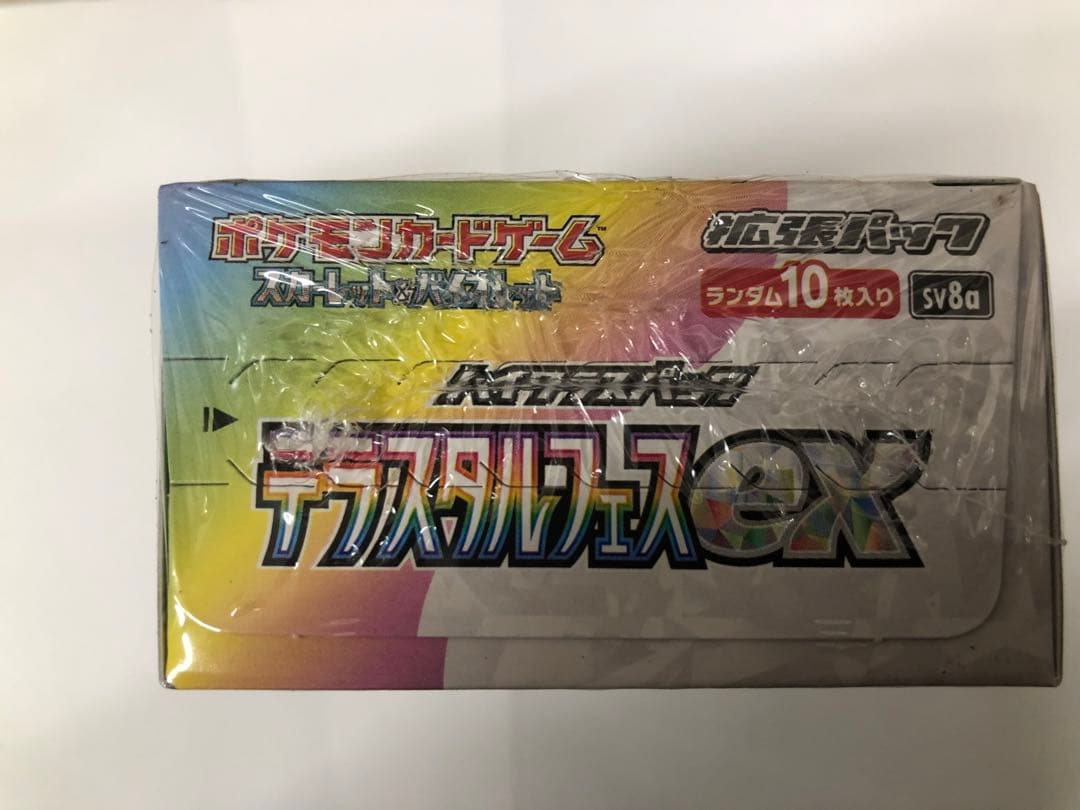 ポケモンカードゲーム™
スカーレット&バイオレット
拡張パック
ランダム10枚入り
sv8a
ハイクラスパック
テラスタルフェスex